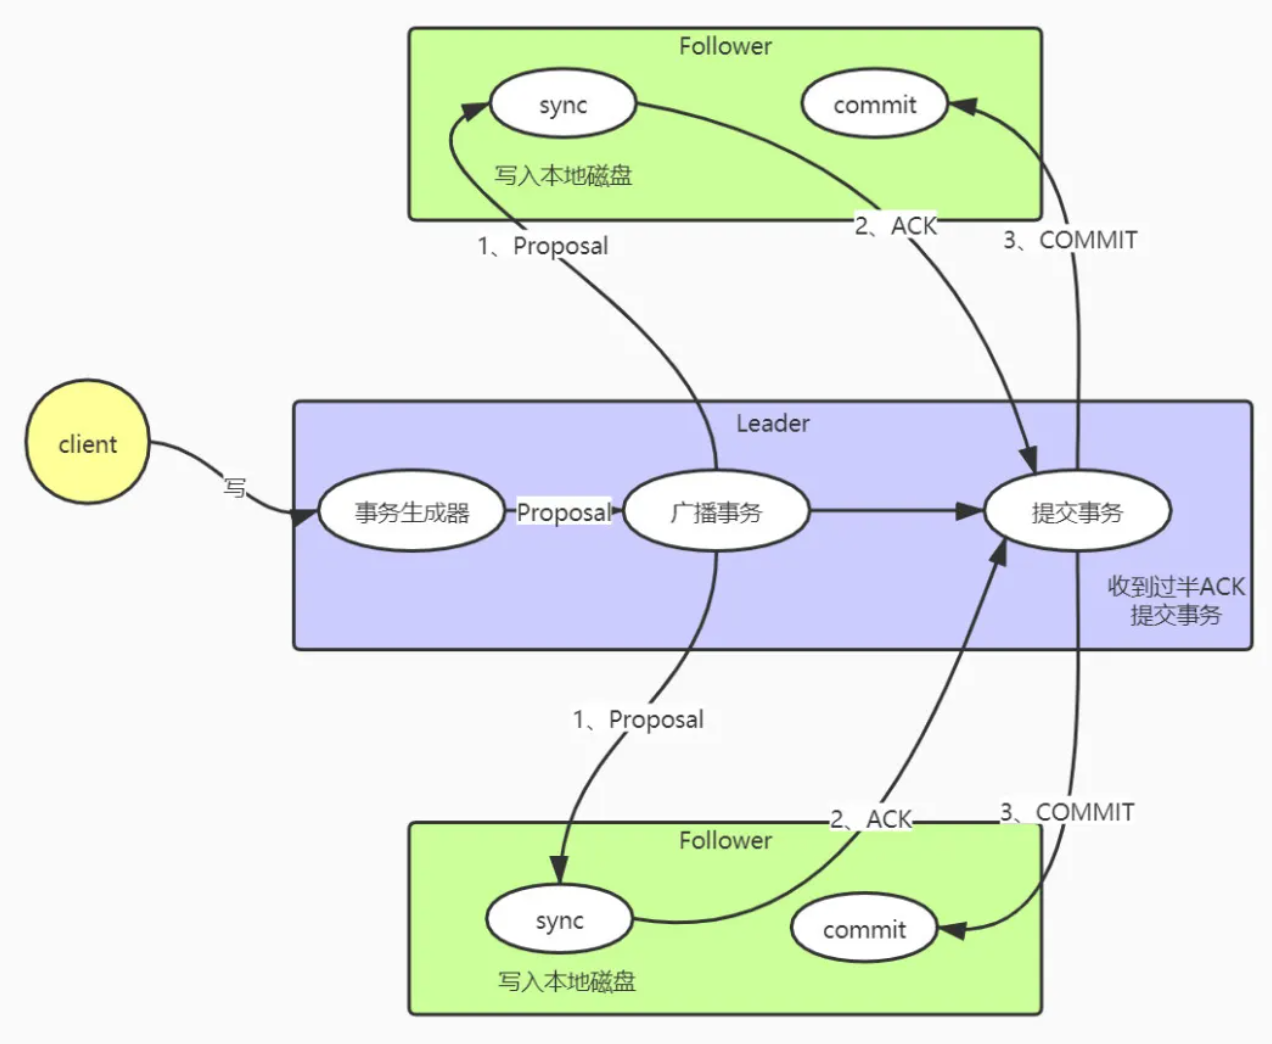 Follower
sync
commit
写入本地磁盘
2、ACK
1、Proposal
3、COMMIT
Leader
client
写
事务生成器
Proposal
广播事务
提交事务
收到过半ACK
提交事务
1、Proposal
2、ACK
3、COMMIT
Follower
sync
commit
写入本地磁盘